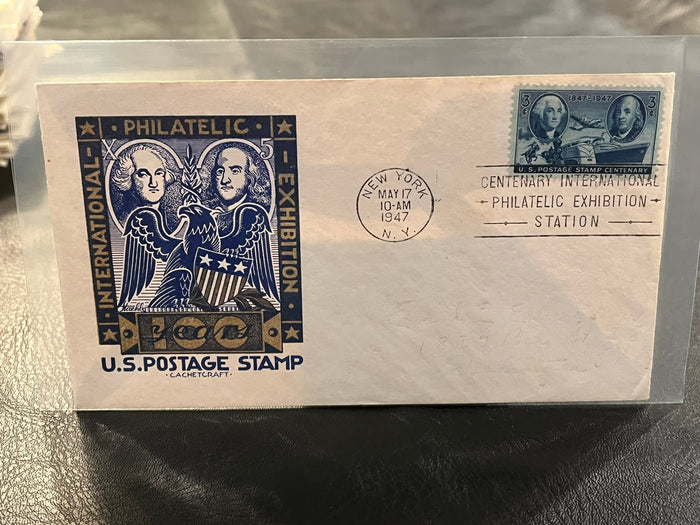 INTERNATIONAL · PHILATELIC · EXHIBITION
X 5
100
U.S. POSTAGE STAMP
· CACHETCRAFT ·
NEW YORK
MAY 17
10-AM
1947
N.Y.
3¢ 1847-1947 3¢
U.S. POSTAGE STAMP CENTENARY
CENTENARY INTERNATIONAL
PHILATELIC EXHIBITION
STATION